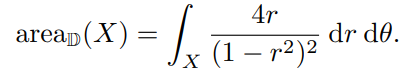 area_𝔻(X) = ∫_X 4r / (1 − r²)² dr dθ.